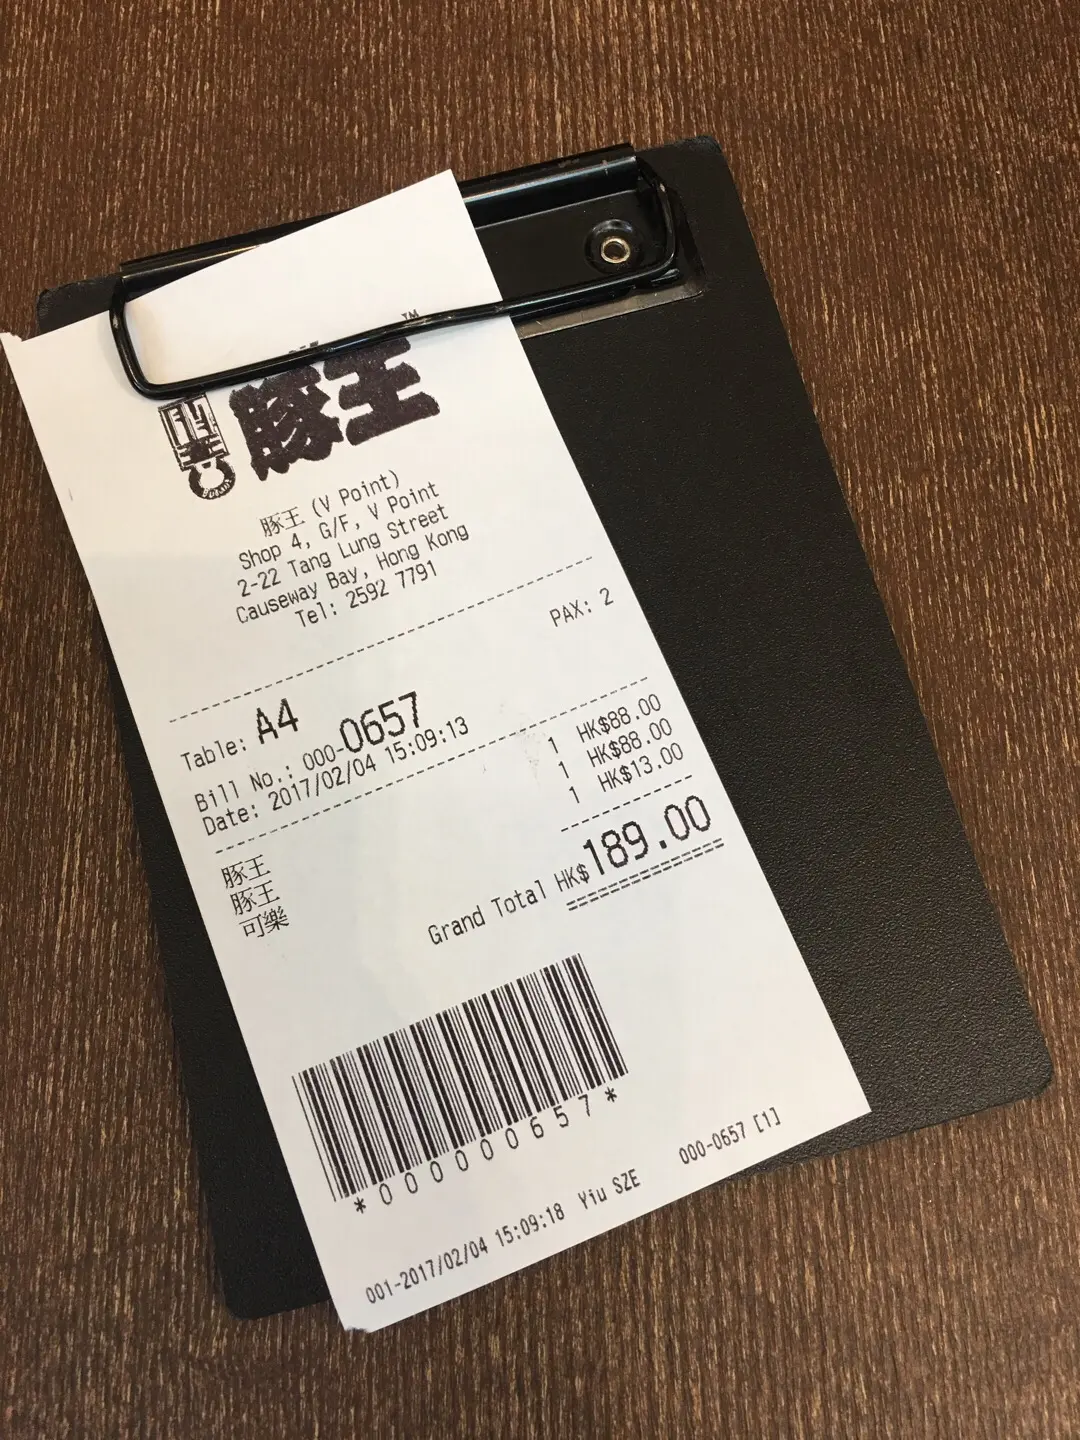 TM
豚王
BUTAO
豚王 (V Point)
Shop 4, G/F, V Point
2-22 Tang Lung Street
Causeway Bay, Hong Kong
Tel: 2592 7791
PAX: 2
Table: A4
Bill No.: 000-0657
Date: 2017/02/04 15:09:13
豚王 1 HK$88.00
豚王 1 HK$88.00
可樂 1 HK$13.00
Grand Total HK$189.00
*00000657*
001-2017/02/04 15:09:18 Yiu SZE 000-0657 [1]